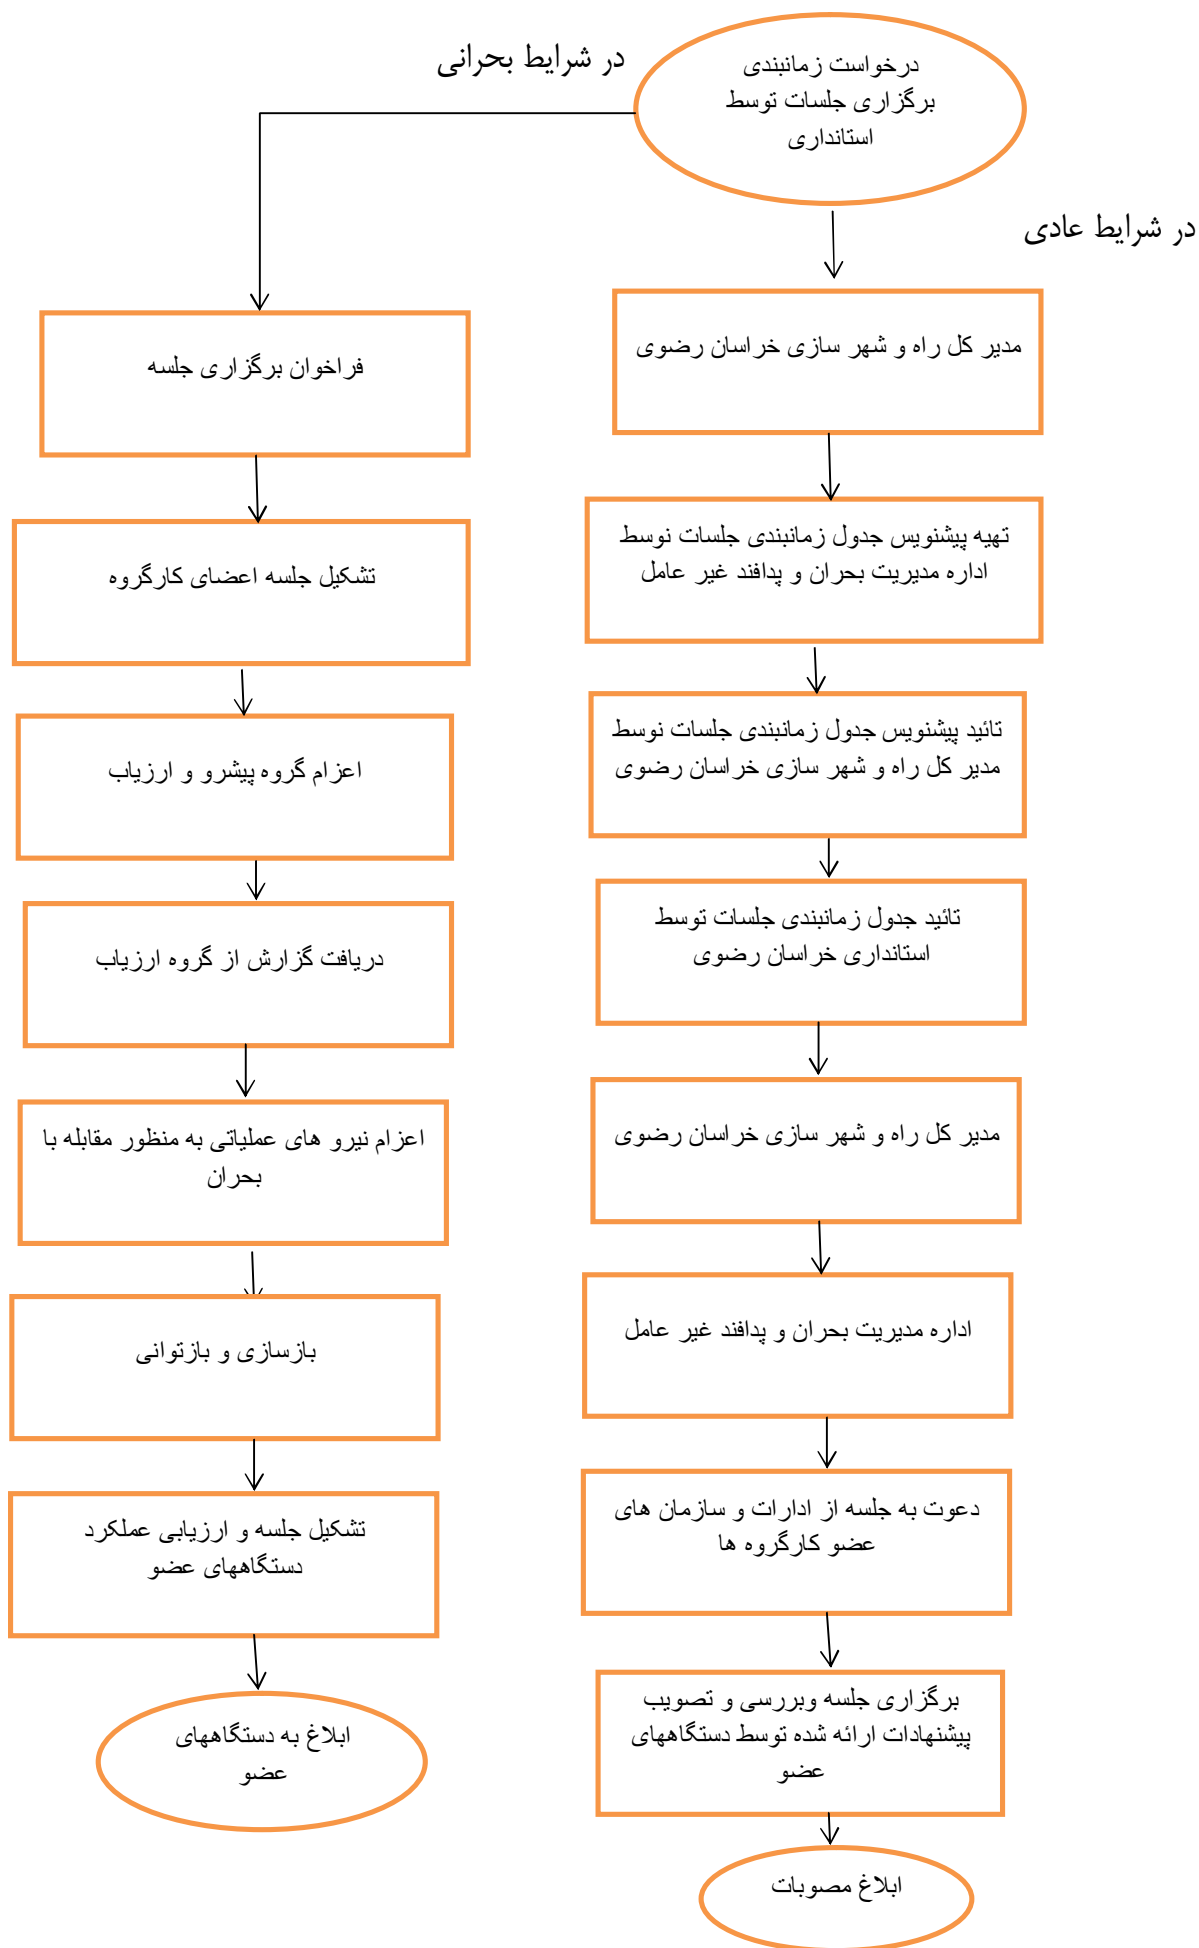 در شرایط بحرانی
درخواست زمانبندی
برگزاری جلسات توسط
استانداری
در شرایط عادی
مدیر کل راه و شهر سازی خراسان رضوی
تهیه پیشنویس جدول زمانبندی جلسات نوسط
اداره مدیریت بحران و پدافند غیر عامل
تائید پیشنویس جدول زمانبندی جلسات نوسط
مدیر کل راه و شهر سازی خراسان رضوی
تائید جدول زمانبندی جلسات توسط
استانداری خراسان رضوی
مدیر کل راه و شهر سازی خراسان رضوی
اداره مدیریت بحران و پدافند غیر عامل
دعوت به جلسه از ادارات و سازمان های
عضو کارگروه ها
برگزاری جلسه وبررسی و تصویب
پیشنهادات ارائه شده توسط دستگاههای
عضو
ابلاغ مصوبات
فراخوان برگزاری جلسه
تشکیل جلسه اعضای کارگروه
اعزام گروه پیشرو و ارزیاب
دریافت گزارش از گروه ارزیاب
اعزام نیرو های عملیاتی به منظور مقابله با
بحران
بازسازی و بازتوانی
تشکیل جلسه و ارزیابی عملکرد
دستگاههای عضو
ابلاغ به دستگاههای
عضو